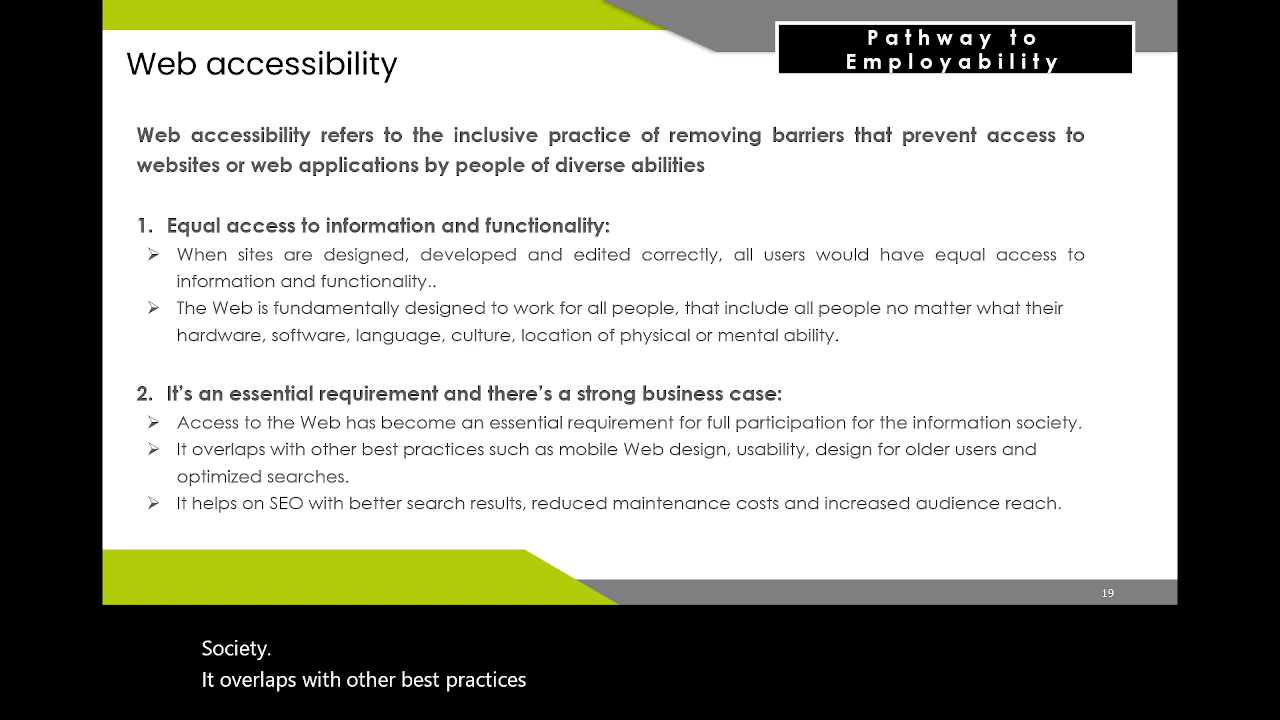 Pathway to
Employability
Web accessibility
Web accessibility refers to the inclusive practice of removing barriers that prevent access to
websites or web applications by people of diverse abilities
1. Equal access to information and functionality:
➢ When sites are designed, developed and edited correctly, all users would have equal access to
information and functionality..
➢ The Web is fundamentally designed to work for all people, that include all people no matter what their
hardware, software, language, culture, location of physical or mental ability.
2. It’s an essential requirement and there’s a strong business case:
➢ Access to the Web has become an essential requirement for full participation for the information society.
➢ It overlaps with other best practices such as mobile Web design, usability, design for older users and
optimized searches.
➢ It helps on SEO with better search results, reduced maintenance costs and increased audience reach.
19
Society.
It overlaps with other best practices